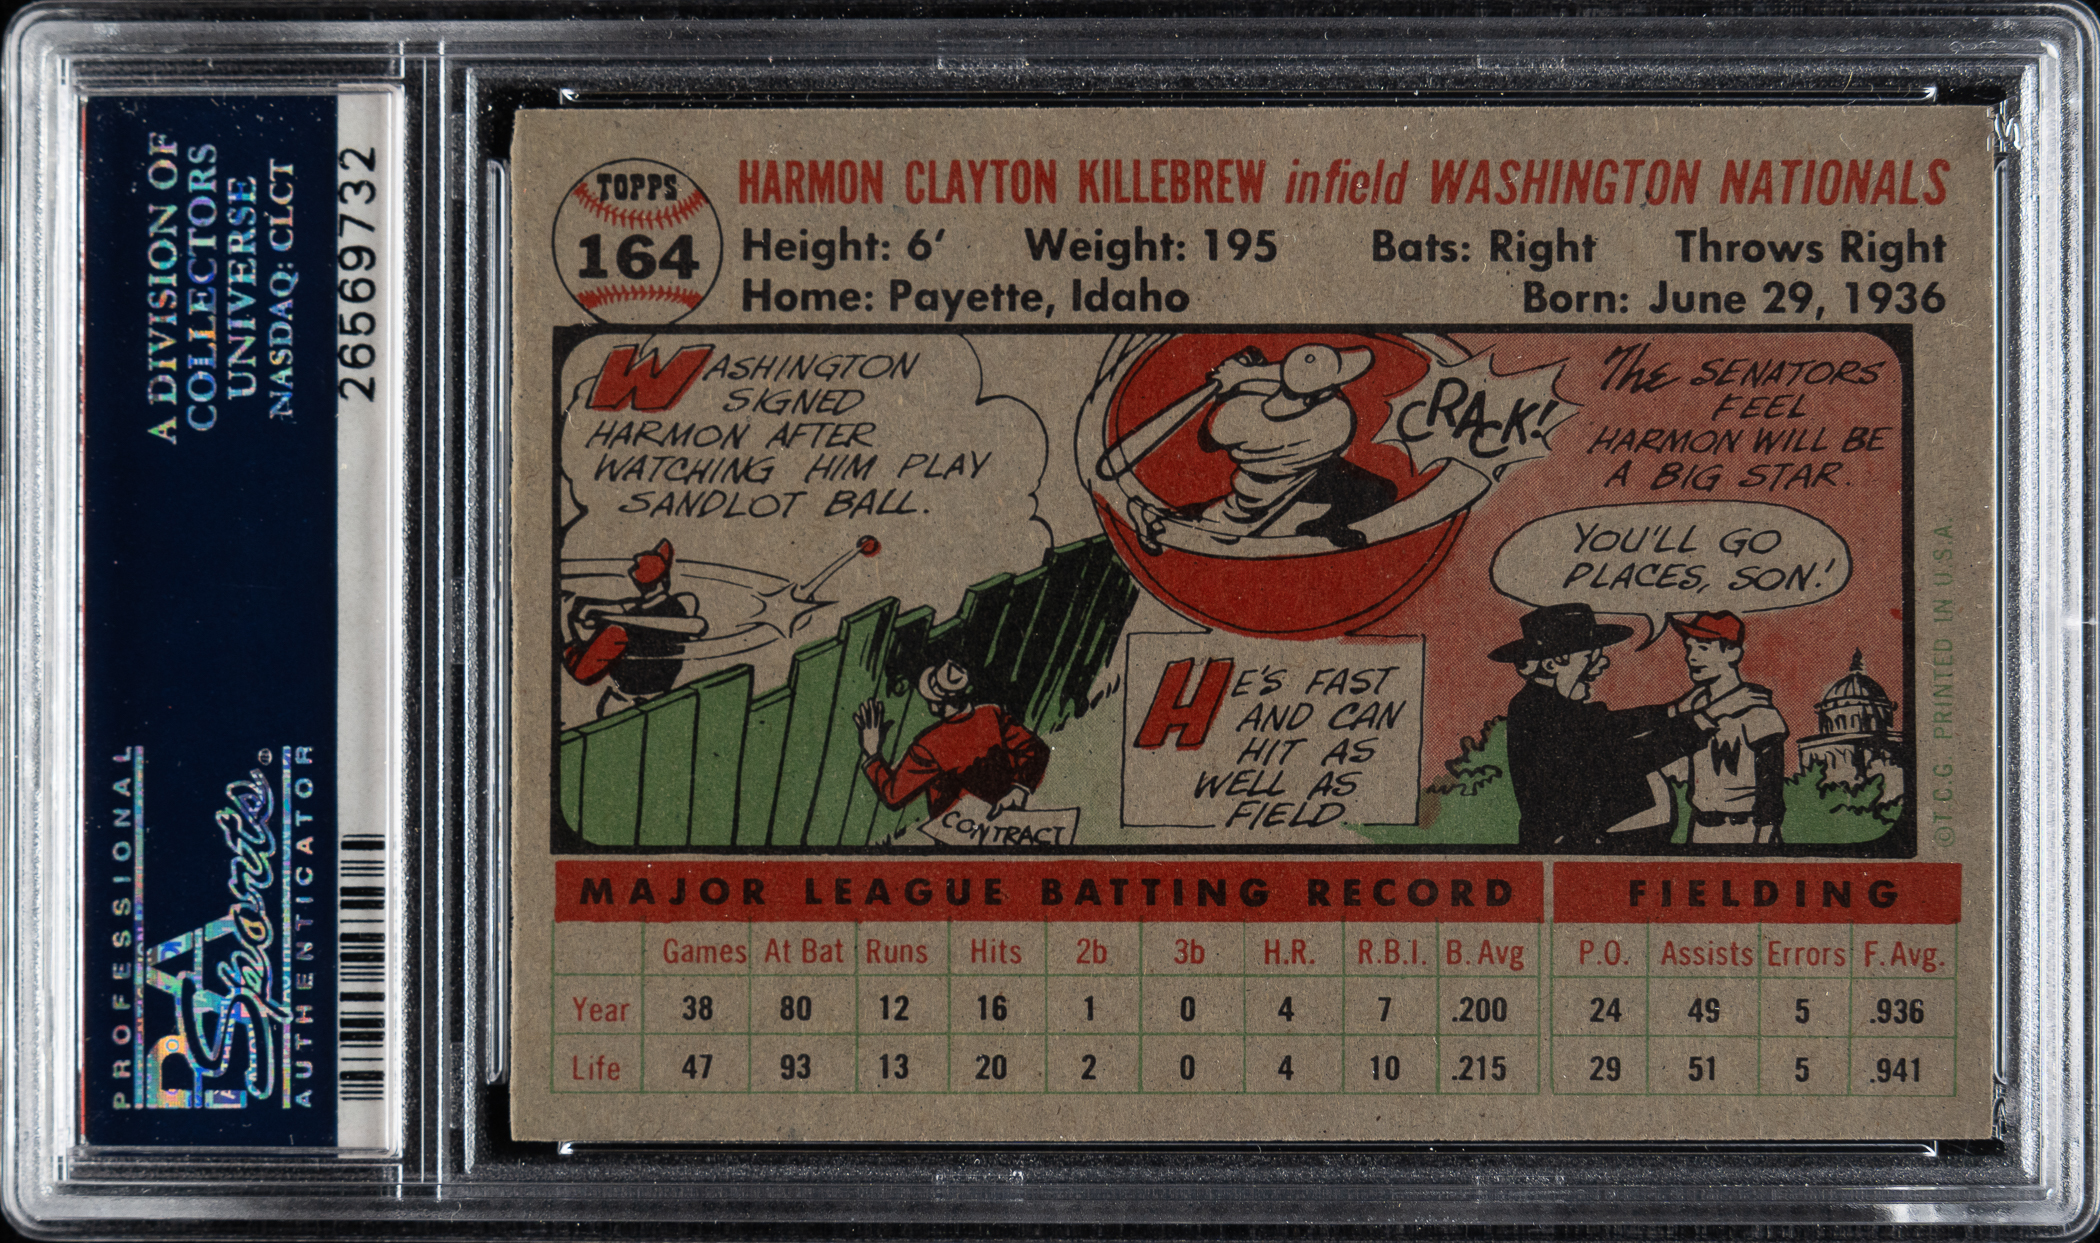 A DIVISION OF
COLLECTORS
UNIVERSE
NASDAQ: CLCT
26569732
PROFESSIONAL
PSA
Sports
AUTHENTICATOR
TOPPS
164
HARMON CLAYTON KILLEBREW infield WASHINGTON NATIONALS
Height: 6' Weight: 195 Bats: Right Throws Right
Home: Payette, Idaho Born: June 29, 1936
WASHINGTON
SIGNED
HARMON AFTER
WATCHING HIM PLAY
SANDLOT BALL.
CONTRACT
CRACK!
HE'S FAST
AND CAN
HIT AS
WELL AS
FIELD.
THE SENATORS
FEEL
HARMON WILL BE
A BIG STAR.
YOU'LL GO
PLACES, SON!
W
©T.C.G. PRINTED IN U.S.A.
MAJOR LEAGUE BATTING RECORD FIELDING
Games At Bat Runs Hits 2b 3b H.R. R.B.I. B. Avg P.O. Assists Errors F. Avg.
Year 38 80 12 16 1 0 4 7 .200 24 49 5 .936
Life 47 93 13 20 2 0 4 10 .215 29 51 5 .941